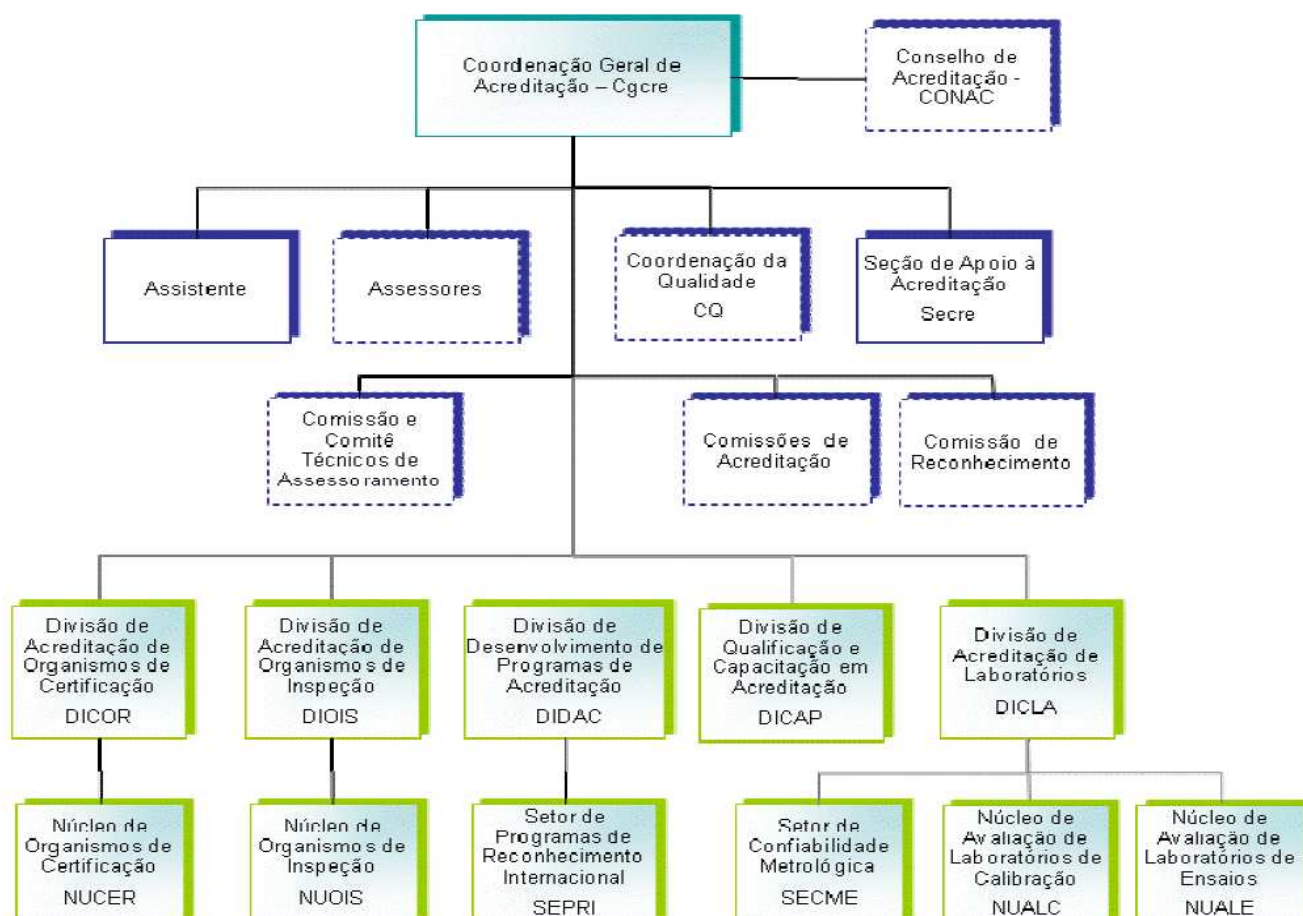 Coordenação Geral de
Acreditação – Cgcre
Conselho de
Acreditação -
CONAC
Assistente
Assessores
Coordenação da
Qualidade
CQ
Seção de Apoio à
Acreditação
Secre
Comissão e
Comitê
Técnicos de
Assessoramento
Comissões de
Acreditação
Comissão de
Reconhecimento
Divisão de
Acreditação de
Organismos de
Certificação
DICOR
Divisão de
Acreditação de
Organismos de
Inspeção
DIOIS
Divisão de
Desenvolvimento de
Programas de
Acreditação
DIDAC
Divisão de
Qualificação e
Capacitação em
Acreditação
DICAP
Divisão de
Acreditação de
Laboratórios
DICLA
Núcleo de
Organismos de
Certificação
NUCER
Núcleo de
Organismos de
Inspeção
NUOIS
Setor de
Programas de
Reconhecimento
Internacional
SEPRI
Setor de
Confiabilidade
Metrológica
SECME
Núcleo de
Avaliação de
Laboratórios de
Calibração
NUALC
Núcleo de
Avaliação de
Laboratórios de
Ensaios
NUALE